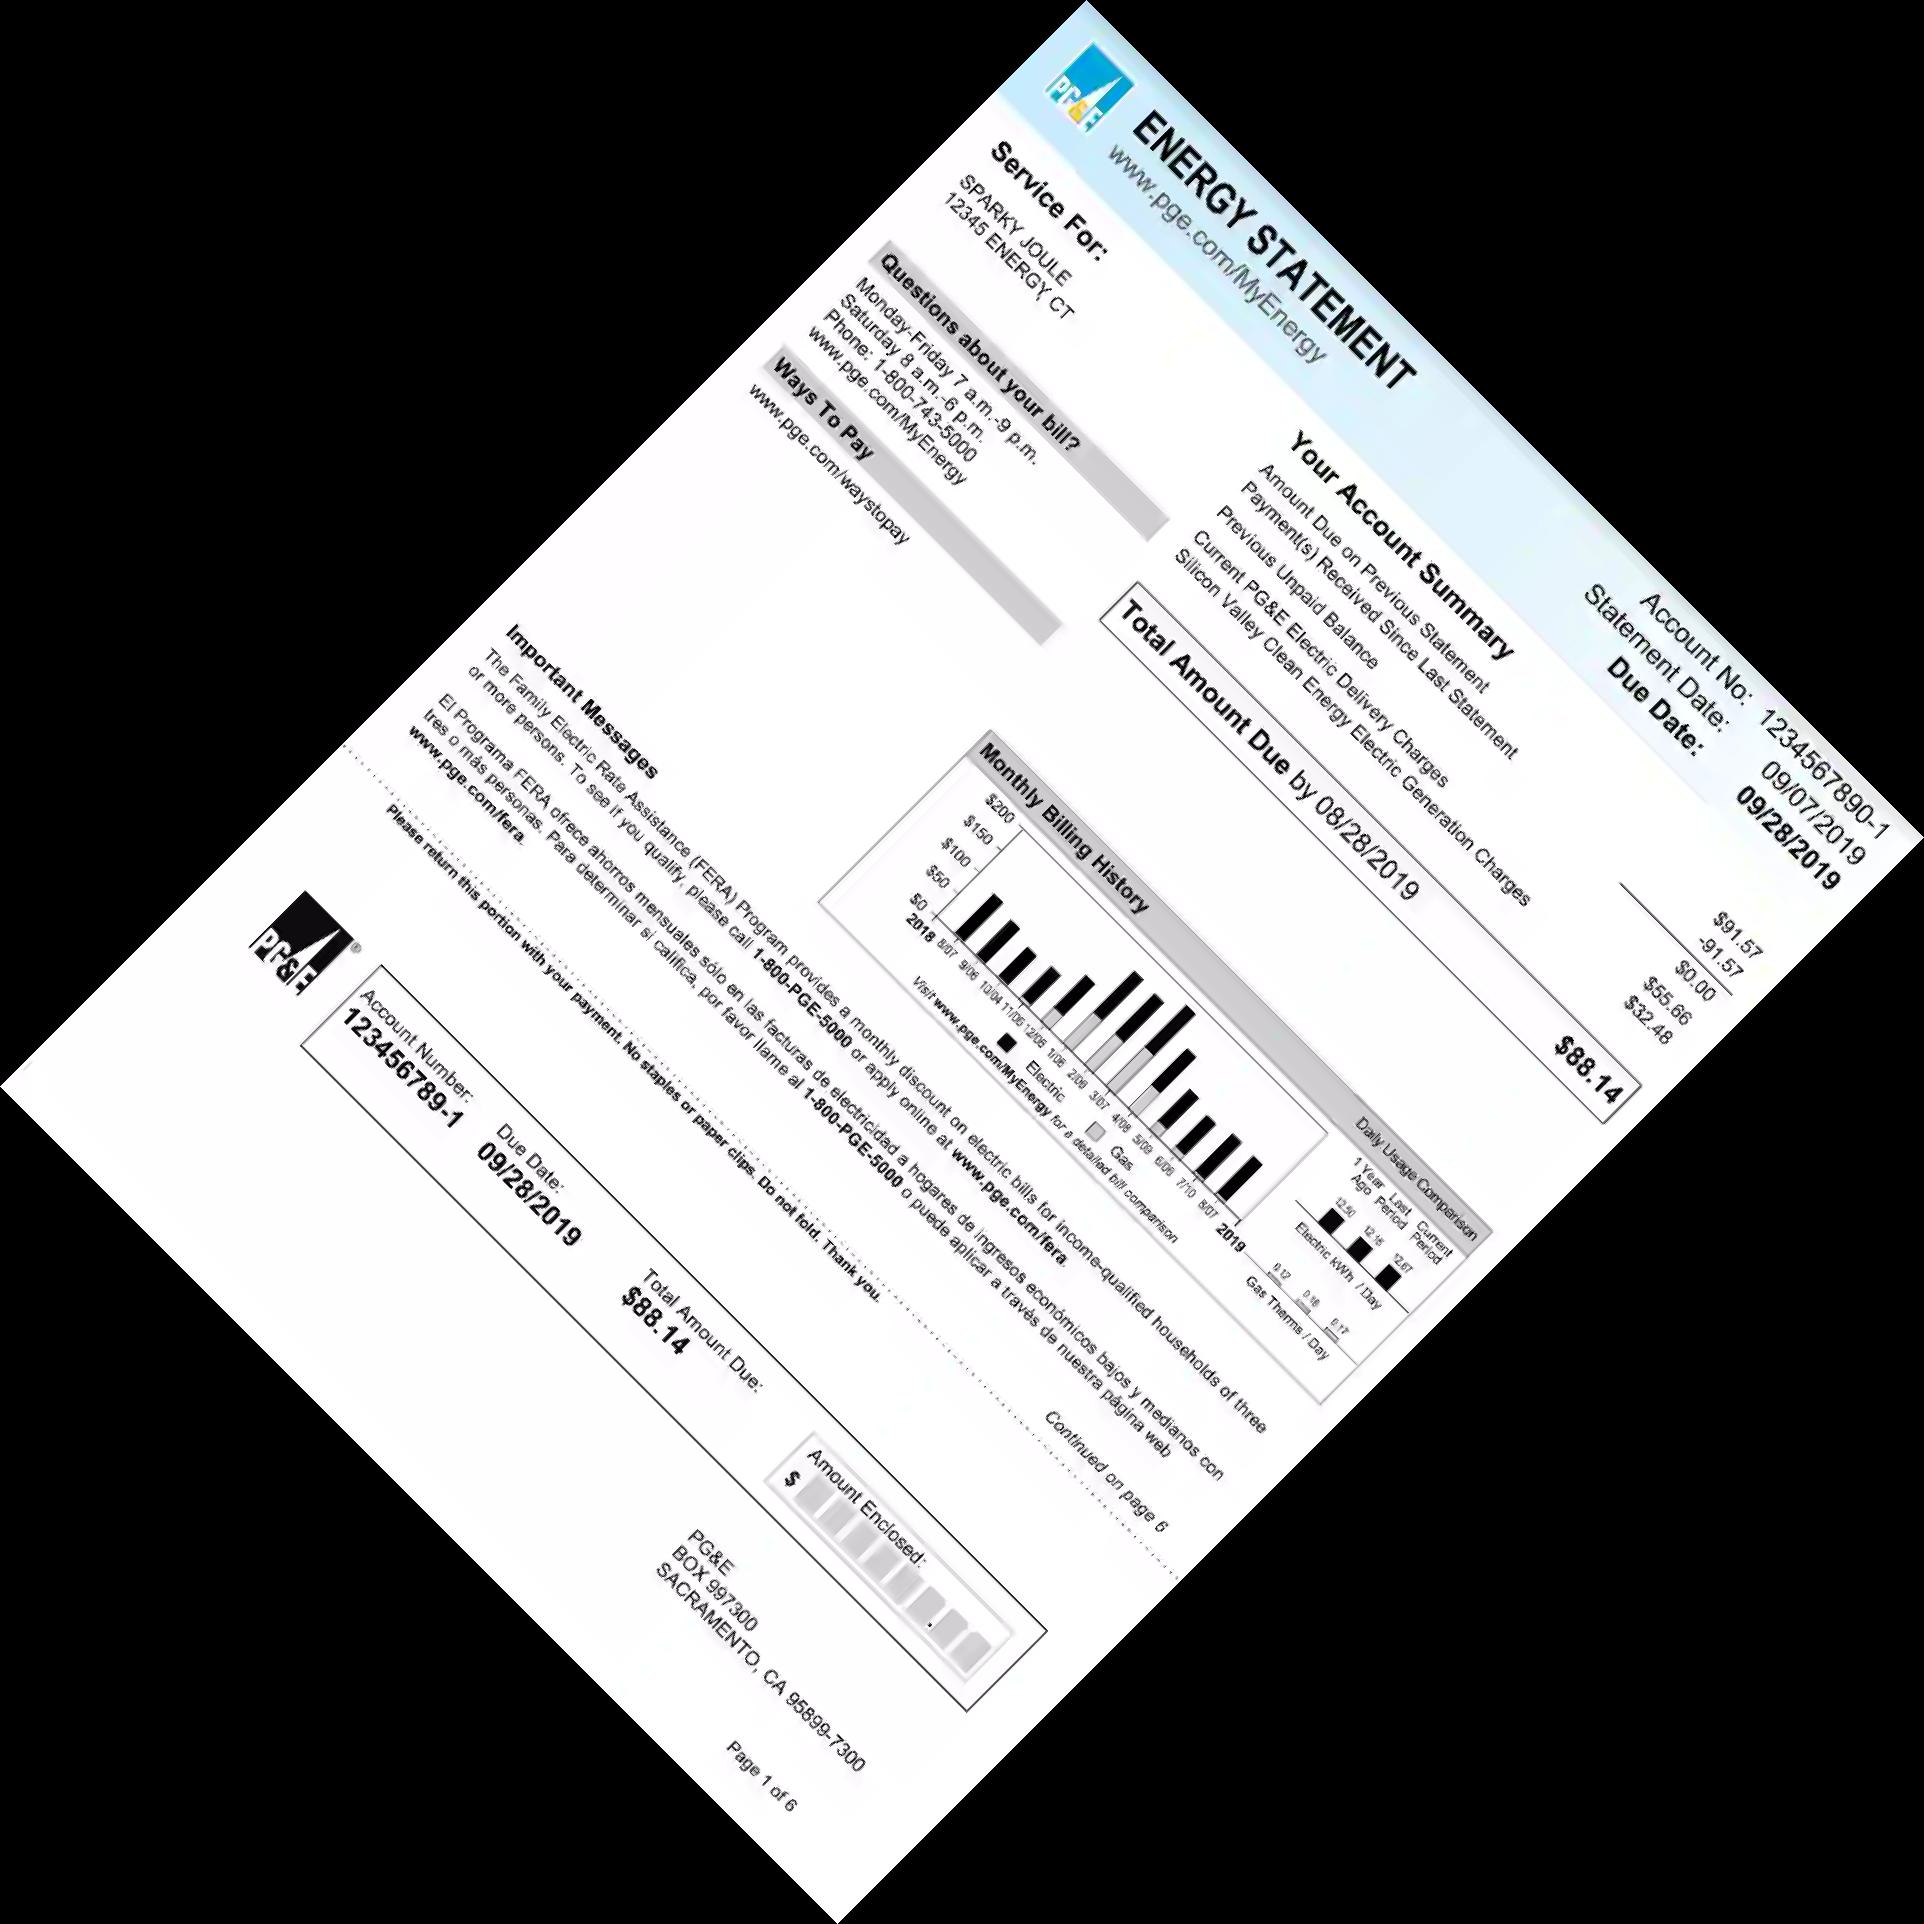 PG&E
ENERGY STATEMENT
www.pge.com/MyEnergy
Account No: 1234567890-1
Statement Date: 09/07/2019
Due Date: 09/28/2019
Service For:
SPARKY JOULE
12345 ENERGY CT
Questions about your bill?
Monday-Friday 7 a.m.-9 p.m.
Saturday 8 a.m.-6 p.m.
Phone: 1-800-743-5000
www.pge.com/MyEnergy
Ways To Pay
www.pge.com/waystopay
Your Account Summary
Amount Due on Previous Statement $91.57
Payment(s) Received Since Last Statement -91.57
Previous Unpaid Balance $0.00
Current PG&E Electric Delivery Charges $55.66
Silicon Valley Clean Energy Electric Generation Charges $32.48
Total Amount Due by 08/28/2019 $88.14
Monthly Billing History
Daily Usage Comparison
$200
$150
$100
$50
$0
2018 8/07 9/06 10/04 11/06 12/06 1/06 2/06 3/07 4/08 5/09 6/06 7/10 8/07 2019
Electric Gas
Visit www.pge.com/MyEnergy for a detailed bill comparison
1 Year Ago Last Period Current Period
12.50 12.16 12.67
Electric kWh / Day
0.12 0.18 0.17
Gas Therms / Day
Important Messages
The Family Electric Rate Assistance (FERA) Program provides a monthly discount on electric bills for income-qualified households of three
or more persons. To see if you qualify, please call 1-800-PGE-5000 or apply online at www.pge.com/fera.
El Programa FERA ofrece ahorros mensuales sólo en las facturas de electricidad a hogares de ingresos económicos bajos y medianos con
tres o más personas. Para determinar si califica, por favor llame al 1-800-PGE-5000 o puede aplicar a través de nuestra página web
www.pge.com/fera.
Continued on page 6
Please return this portion with your payment. No staples or paper clips. Do not fold. Thank you.
PG&E®
Account Number: Due Date: Total Amount Due: Amount Enclosed:
123456789-1 09/28/2019 $88.14 $ .
PG&E
BOX 997300
SACRAMENTO, CA 95899-7300
Page 1 of 6